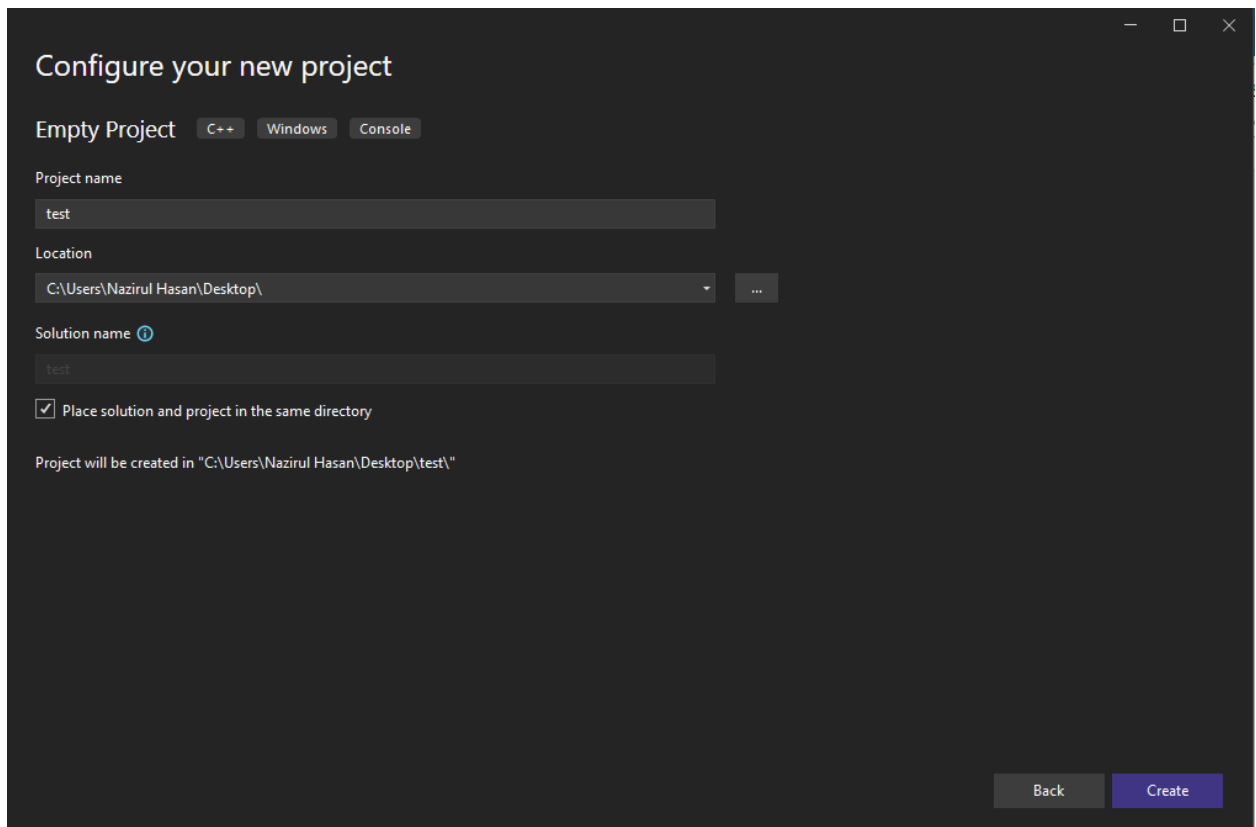 Configure your new project
Empty Project C++ Windows Console
Project name
test
Location
C:\Users\Nazirul Hasan\Desktop\
...
Solution name
test
Place solution and project in the same directory
Project will be created in "C:\Users\Nazirul Hasan\Desktop\test\"
Back Create